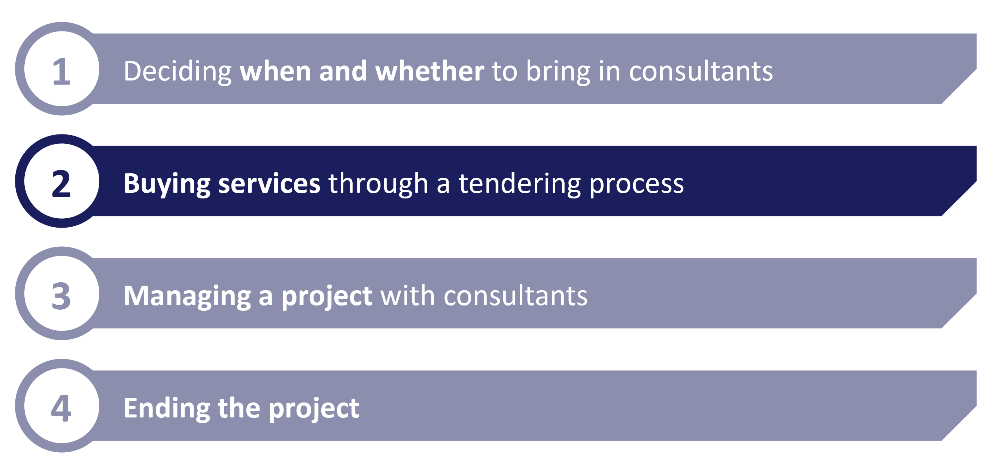 1
Deciding when and whether to bring in consultants
2
Buying services through a tendering process
3
Managing a project with consultants
4
Ending the project